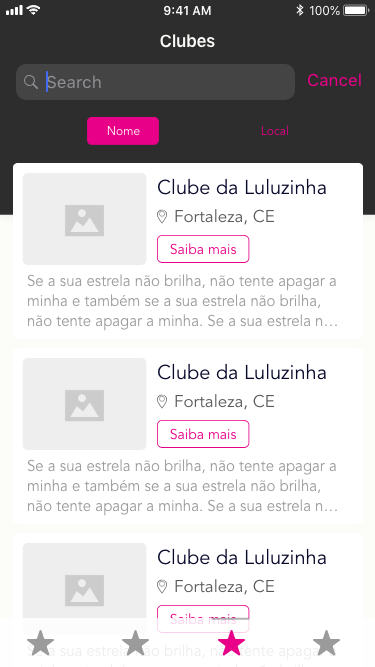 9:41 AM
100%
Clubes
Search
Cancel
Nome
Local
Clube da Luluzinha
Fortaleza, CE
Saiba mais
Se a sua estrela não brilha, não tente apagar a
minha e também se a sua estrela não brilha,
não tente apagar a minha. Se a sua estrela n...
Clube da Luluzinha
Fortaleza, CE
Saiba mais
Se a sua estrela não brilha, não tente apagar a
minha e também se a sua estrela não brilha,
não tente apagar a minha. Se a sua estrela n...
Clube da Luluzinha
Fortaleza, CE
Saiba mais